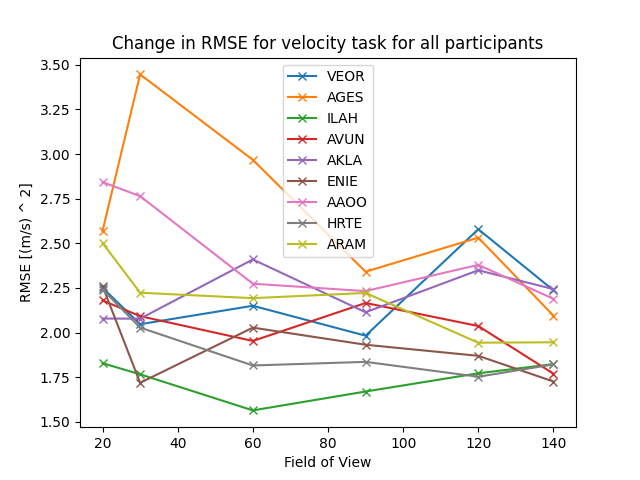 Change in RMSE for velocity task for all participants
3.50
3.25
3.00
2.75
2.50
2.25
2.00
1.75
1.50
RMSE [(m/s) ^ 2]
VEOR
AGES
ILAH
AVUN
AKLA
ENIE
AAOO
HRTE
ARAM
20 40 60 80 100 120 140
Field of View